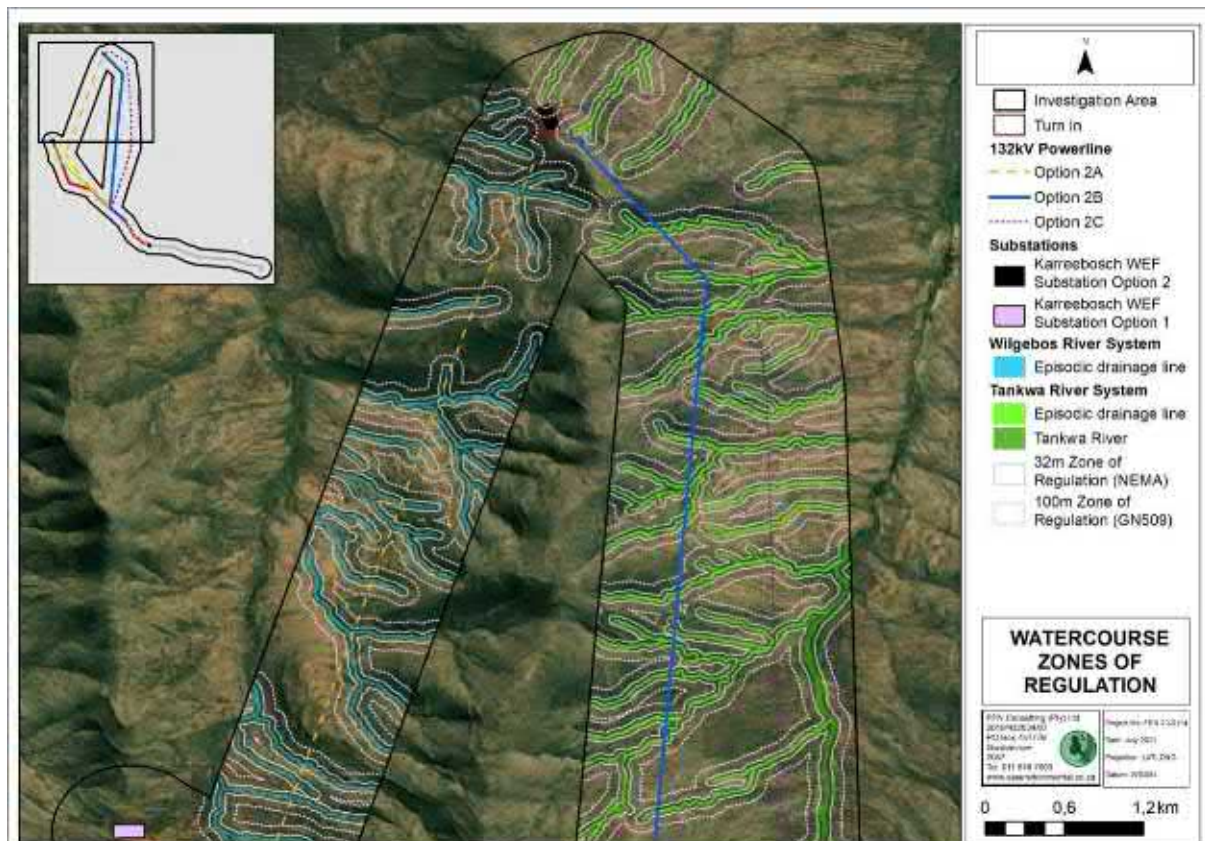 N
Investigation Area
Turn In
132kV Powerline
Option 2A
Option 2B
Option 2C
Substations
Karreebosch WEF
Substation Option 2
Karreebosch WEF
Substation Option 1
Wilgebos River System
Episodic drainage line
Tankwa River System
Episodic drainage line
Tankwa River
32m Zone of
Regulation (NEMA)
100m Zone of
Regulation (GN509)
WATERCOURSE
ZONES OF
REGULATION
0 0,6 1,2km